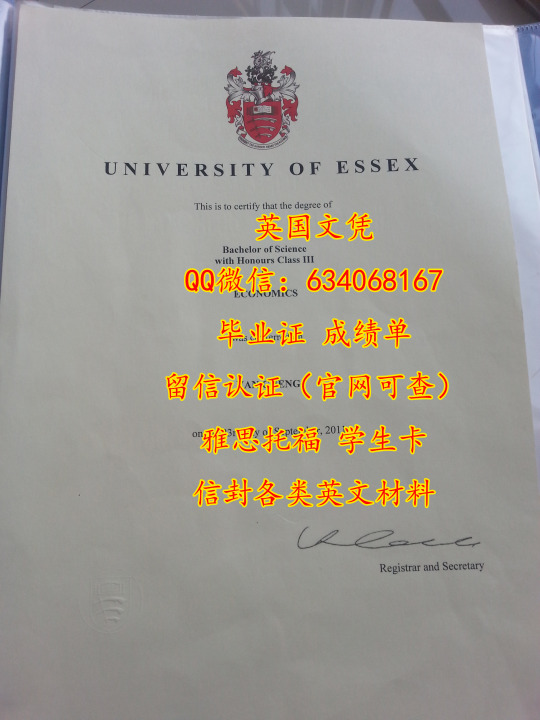 UNIVERSITY OF ESSEX
This is to certify that the degree of
英国文凭
Bachelor of Science
with Honours Class III
QQ微信：634068167
ECONOMICS
毕业证 成绩单
留信认证（官网可查）
雅思托福 学生卡
信封各类英文材料
Registrar and Secretary